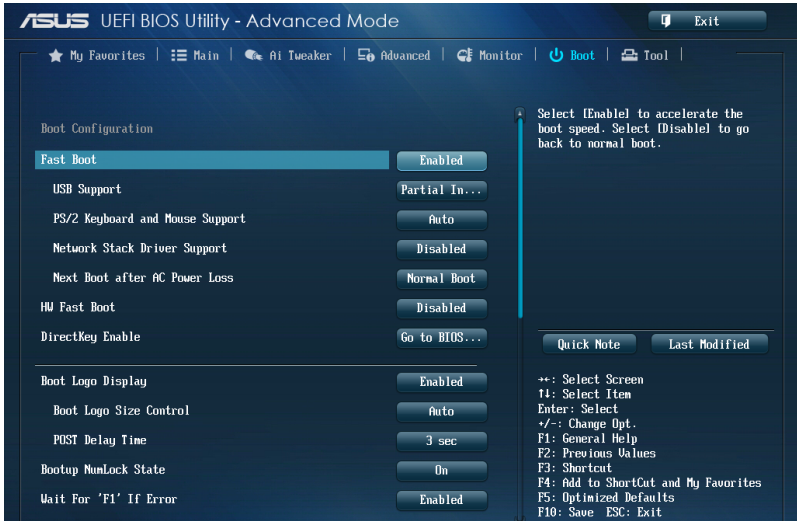 ASUS UEFI BIOS Utility - Advanced Mode
Exit
My Favorites
Main
Ai Tweaker
Advanced
Monitor
Boot
Tool
Boot Configuration
Fast Boot Enabled
USB Support Partial In...
PS/2 Keyboard and Mouse Support Auto
Network Stack Driver Support Disabled
Next Boot after AC Power Loss Normal Boot
HW Fast Boot Disabled
DirectKey Enable Go to BIOS...
Boot Logo Display Enabled
Boot Logo Size Control Auto
POST Delay Time 3 sec
Bootup NumLock State On
Wait For 'F1' If Error Enabled
Select [Enable] to accelerate the
boot speed. Select [Disable] to go
back to normal boot.
Quick Note
Last Modified
→←: Select Screen
↑↓: Select Item
Enter: Select
+/-: Change Opt.
F1: General Help
F2: Previous Values
F3: Shortcut
F4: Add to ShortCut and My Favorites
F5: Optimized Defaults
F10: Save ESC: Exit